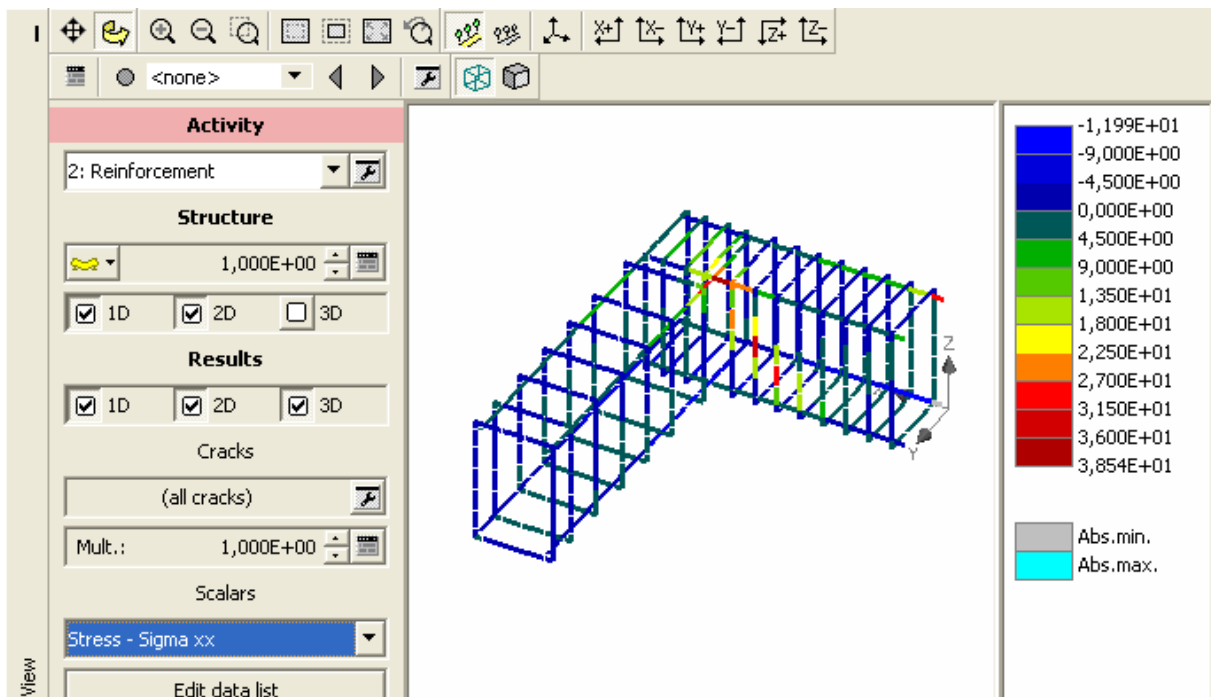 X+ X- Y+ Y- Z+ Z-
<none>
Activity
2: Reinforcement
Structure
1,000E+00
1D 2D 3D
Results
1D 2D 3D
Cracks
(all cracks)
Mult.: 1,000E+00
Scalars
Stress - Sigma xx
Edit data list
View
Z
Y
-1,199E+01
-9,000E+00
-4,500E+00
0,000E+00
4,500E+00
9,000E+00
1,350E+01
1,800E+01
2,250E+01
2,700E+01
3,150E+01
3,600E+01
3,854E+01
Abs.min.
Abs.max.